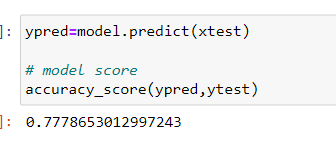 ]: ypred=model.predict(xtest)
# model score
accuracy_score(ypred,ytest)
]: 0.7778653012997243